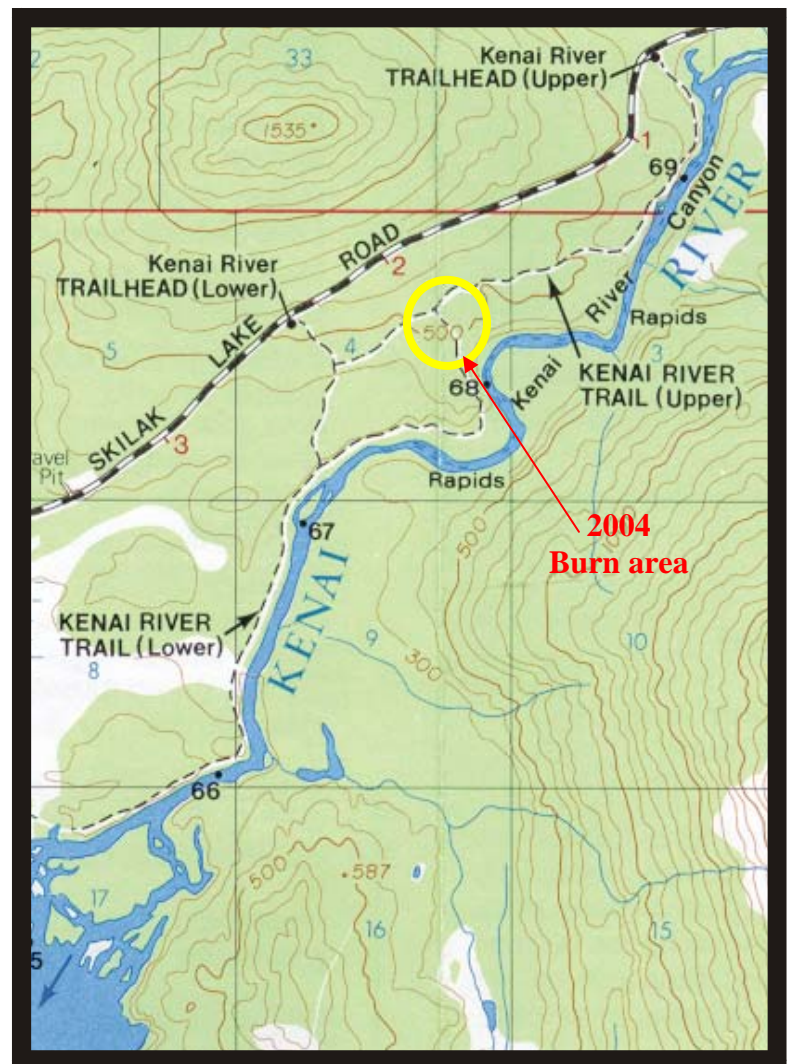 2
33
Kenai River
TRAILHEAD (Upper)
1535
1
69
Canyon
RIVER
ROAD
2
Kenai River
TRAILHEAD (Lower)
LAKE
River
Rapids
5
4
500
3
68
Kenai
KENAI RIVER
TRAIL (Upper)
SKILAK
3
avel
Pit
Rapids
500
2004
Burn area
67
KENAI
KENAI RIVER
TRAIL (Lower)
8
9
300
10
66
500
587
17
16
15
5